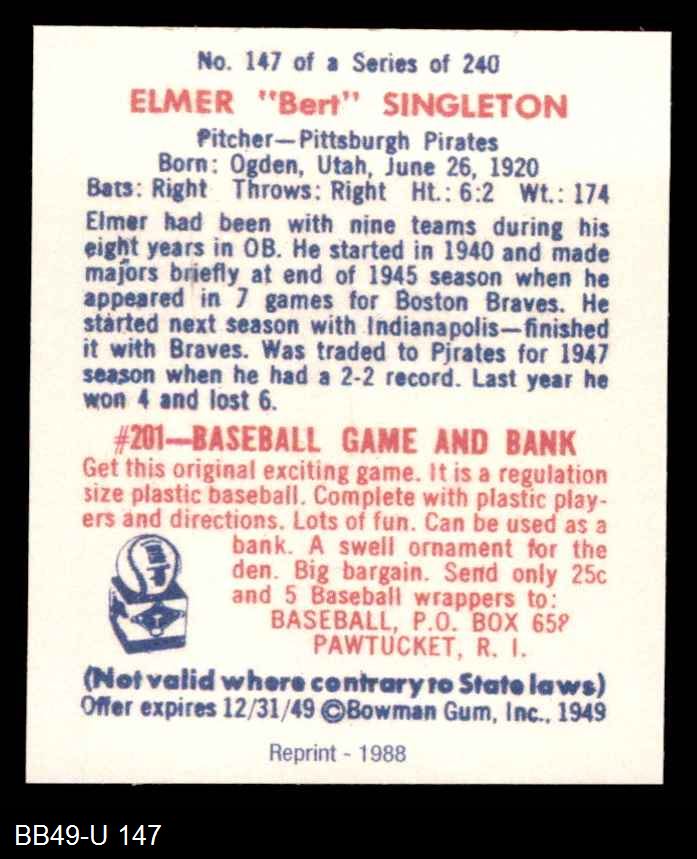 No. 147 of a Series of 240
ELMER "Bert" SINGLETON
Pitcher—Pittsburgh Pirates
Born: Ogden, Utah, June 26, 1920
Bats: Right Throws: Right Ht.: 6:2 Wt.: 174
Elmer had been with nine teams during his
eight years in OB. He started in 1940 and made
majors briefly at end of 1945 season when he
appeared in 7 games for Boston Braves. He
started next season with Indianapolis—finished
it with Braves. Was traded to Pirates for 1947
season when he had a 2-2 record. Last year he
won 4 and lost 6.
#201—BASEBALL GAME AND BANK
Get this original exciting game. It is a regulation
size plastic baseball. Complete with plastic play-
ers and directions. Lots of fun. Can be used as a
bank. A swell ornament for the
den. Big bargain. Send only 25c
and 5 Baseball wrappers to:
BASEBALL, P.O. BOX
PAWTUCKET, R. I.
(Not valid where contrary to State laws)
Offer expires 12/31/49 ©Bowman Gum, Inc., 1949
Reprint - 1988
BB49-U 147